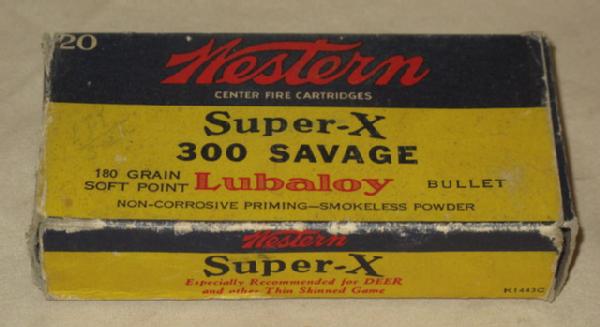 20
Western
CENTER FIRE CARTRIDGES
Super-X
300 SAVAGE
180 GRAIN
SOFT POINT Lubaloy BULLET
NON-CORROSIVE PRIMING—SMOKELESS POWDER
Western
Super-X
Especially Recommended for DEER
and other Thin Skinned Game
K1443C